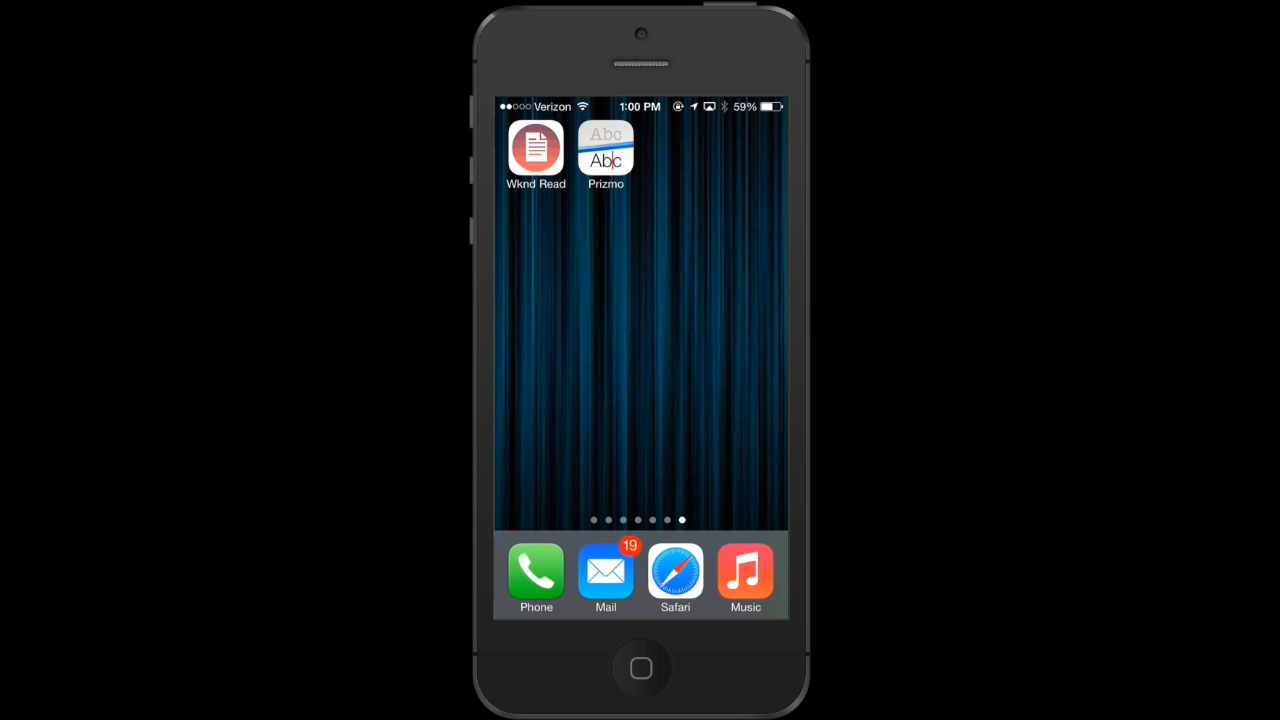 Verizon 1:00 PM 59%
Abc
Abc
Wknd Read Prizmo
19
Phone Mail Safari Music